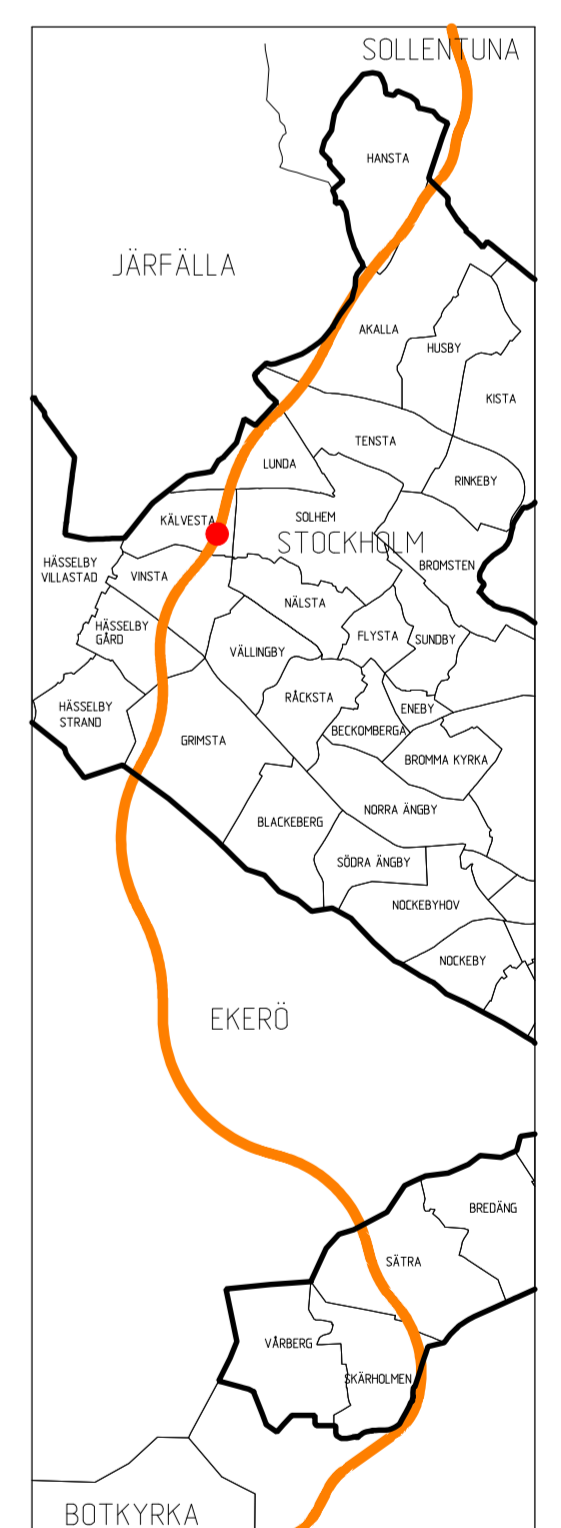 SOLLENTUNA
HANSTA
JÄRFÄLLA
AKALLA
HUSBY
KISTA
TENSTA
LUNDA
RINKEBY
KÄLVESTA
SOLHEM
STOCKHOLM
HÄSSELBY
VILLASTAD
VINSTA
BROMSTEN
NÄLSTA
HÄSSELBY
GÅRD
FLYSTA
SUNDBY
VÄLLINGBY
RÅCKSTA
HÄSSELBY
STRAND
ENEBY
BECKOMBERGA
GRIMSTA
BROMMA KYRKA
NORRA ÄNGBY
BLACKEBERG
SÖDRA ÄNGBY
NOCKEBYHOV
NOCKEBY
EKERÖ
BREDÄNG
SÄTRA
VÅRBERG
SKÄRHOLMEN
BOTKYRKA